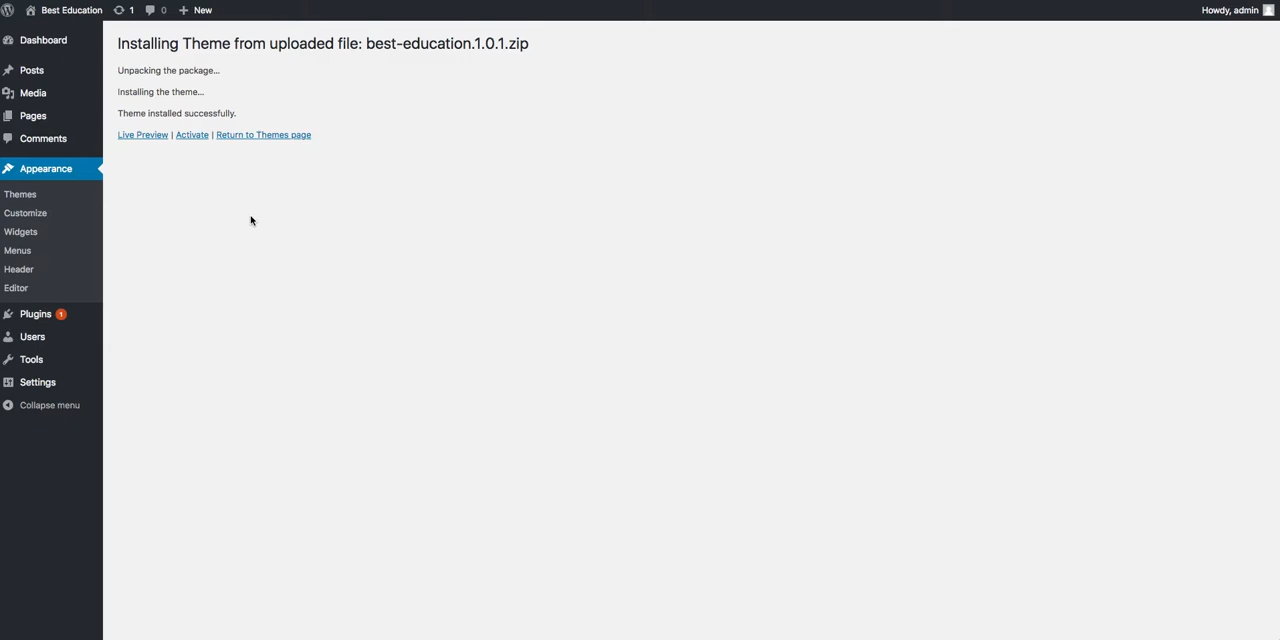 Best Education 1 0 New Howdy, admin
Dashboard
Posts
Media
Pages
Comments
Appearance
Themes
Customize
Widgets
Menus
Header
Editor
Plugins 1
Users
Tools
Settings
Collapse menu
Installing Theme from uploaded file: best-education.1.0.1.zip
Unpacking the package…
Installing the theme…
Theme installed successfully.
Live Preview | Activate | Return to Themes page